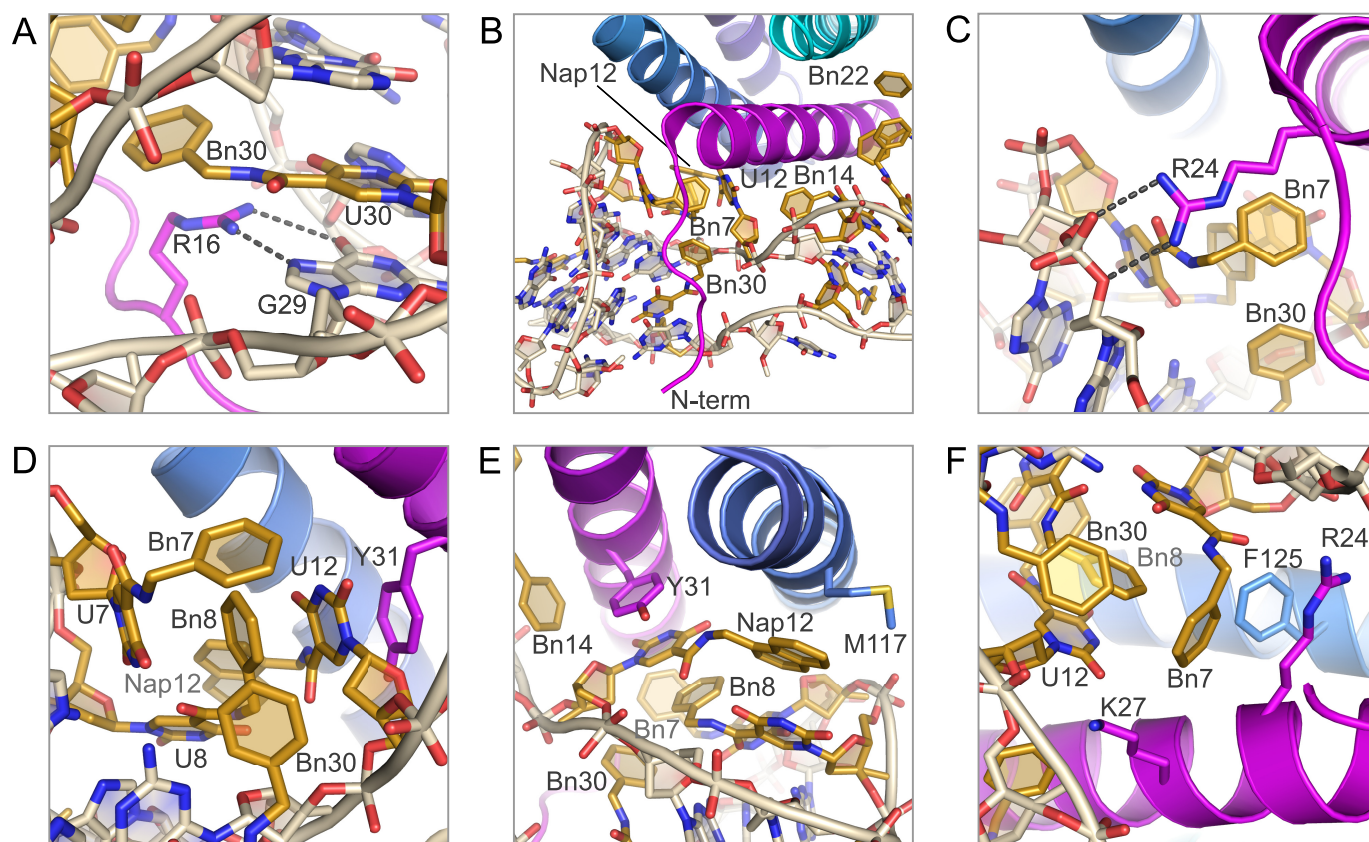 A
Bn30
U30
R16
G29
B
Nap12
Bn22
U12 Bn14
Bn7
Bn30
N-term
C
R24
Bn7
Bn30
D
Bn7
U12 Y31
U7
Bn8
Nap12
U8
Bn30
E
Y31
Nap12
Bn14
M117
Bn8
Bn7
Bn30
F
Bn30
Bn8
R24
F125
U12
Bn7
K27